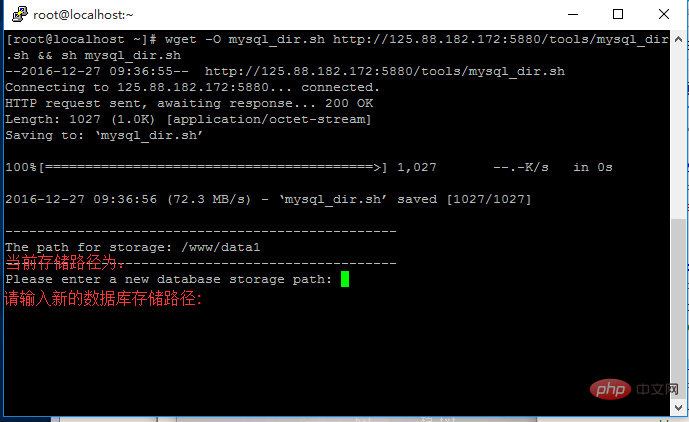 root@localhost:~
[root@localhost ~]# wget -O mysql_dir.sh http://125.88.182.172:5880/tools/mysql_dir
.sh && sh mysql_dir.sh
--2016-12-27 09:36:55--  http://125.88.182.172:5880/tools/mysql_dir.sh
Connecting to 125.88.182.172:5880... connected.
HTTP request sent, awaiting response... 200 OK
Length: 1027 (1.0K) [application/octet-stream]
Saving to: ‘mysql_dir.sh’
100%[=========================================>] 1,027       --.-K/s   in 0s
2016-12-27 09:36:56 (72.3 MB/s) - ‘mysql_dir.sh’ saved [1027/1027]
-------------------------------------------------
The path for storage: /www/data1
当前存储路径为:
-------------------------------------------------
Please enter a new database storage path:
请输入新的数据库存储路径:
php 中文网